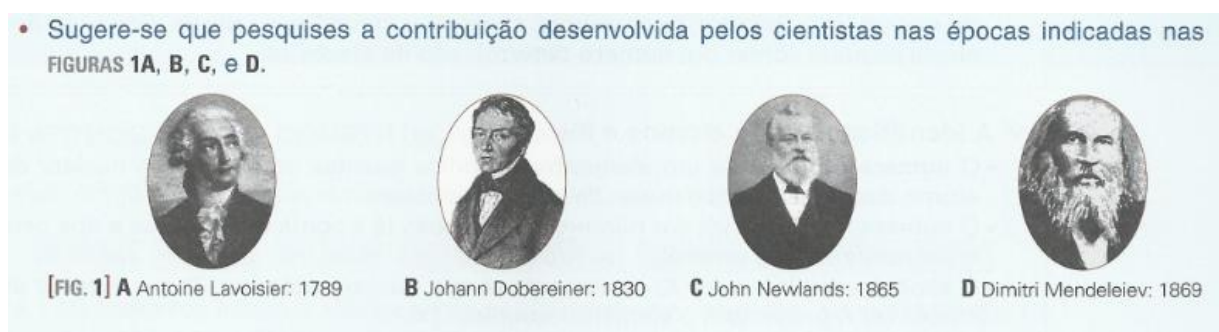 • Sugere-se que pesquises a contribuição desenvolvida pelos cientistas nas épocas indicadas nas
FIGURAS 1A, B, C, e D.
[FIG. 1] A Antoine Lavoisier: 1789
B Johann Dobereiner: 1830
C John Newlands: 1865
D Dimitri Mendeleiev: 1869